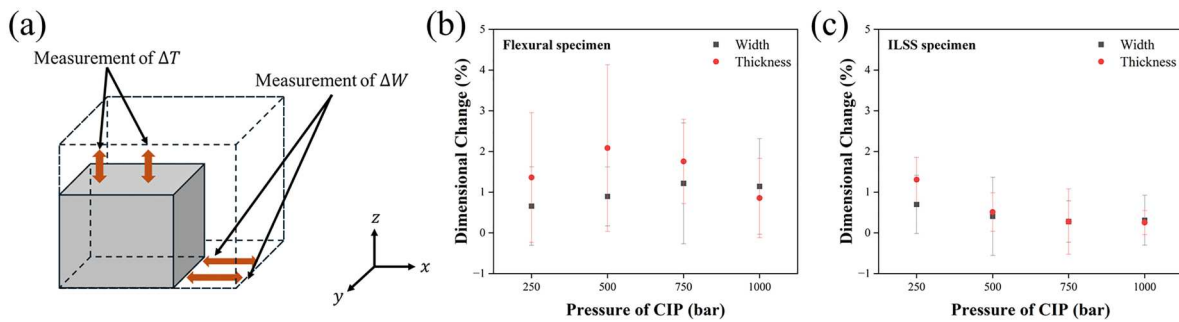 (a)
Measurement of ΔT
Measurement of ΔW
z
x
y
(b)
Flexural specimen
Width
Thickness
Dimensional Change (%)
5
4
3
2
1
0
−1
250 500 750 1000
Pressure of CIP (bar)
(c)
ILSS specimen
Width
Thickness
Dimensional Change (%)
5
4
3
2
1
0
−1
250 500 750 1000
Pressure of CIP (bar)